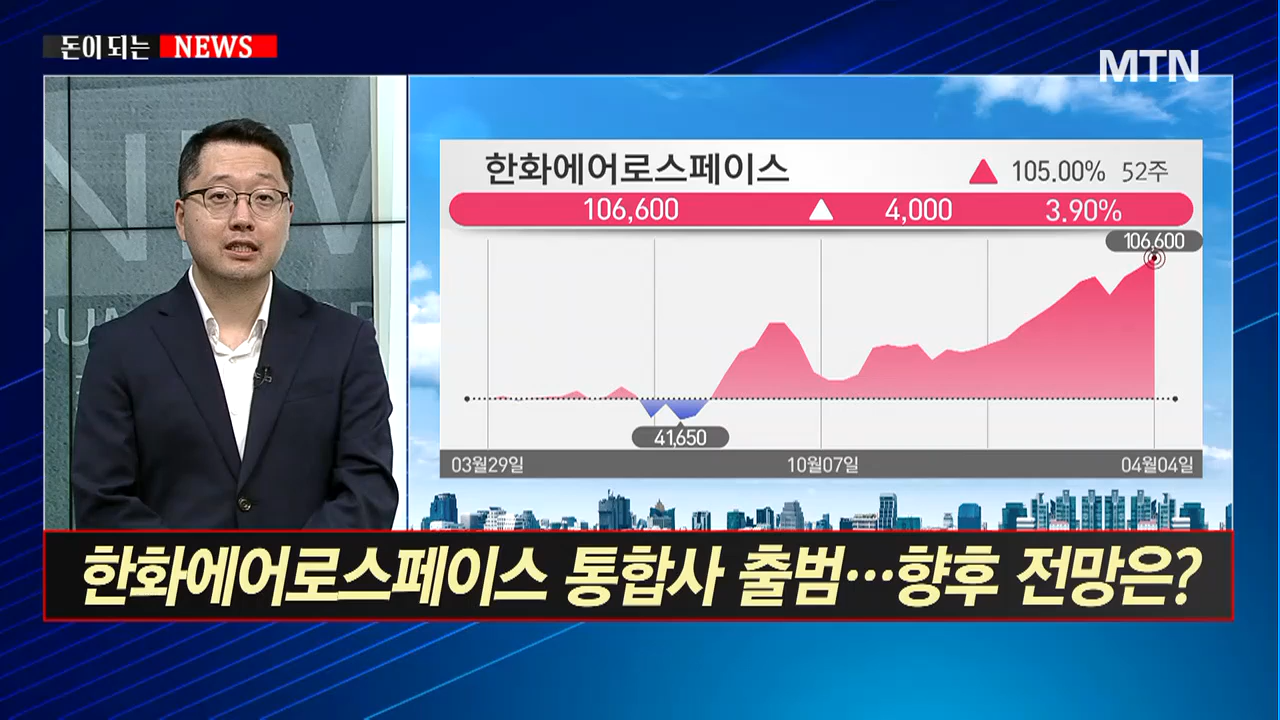 돈이 되는 NEWS
MTN
한화에어로스페이스 ▲ 105.00% 52주
106,600 △ 4,000 3.90%
106,600
41,650
03월29일 10월07일 04월04일
한화에어로스페이스 통합사 출범…향후 전망은?